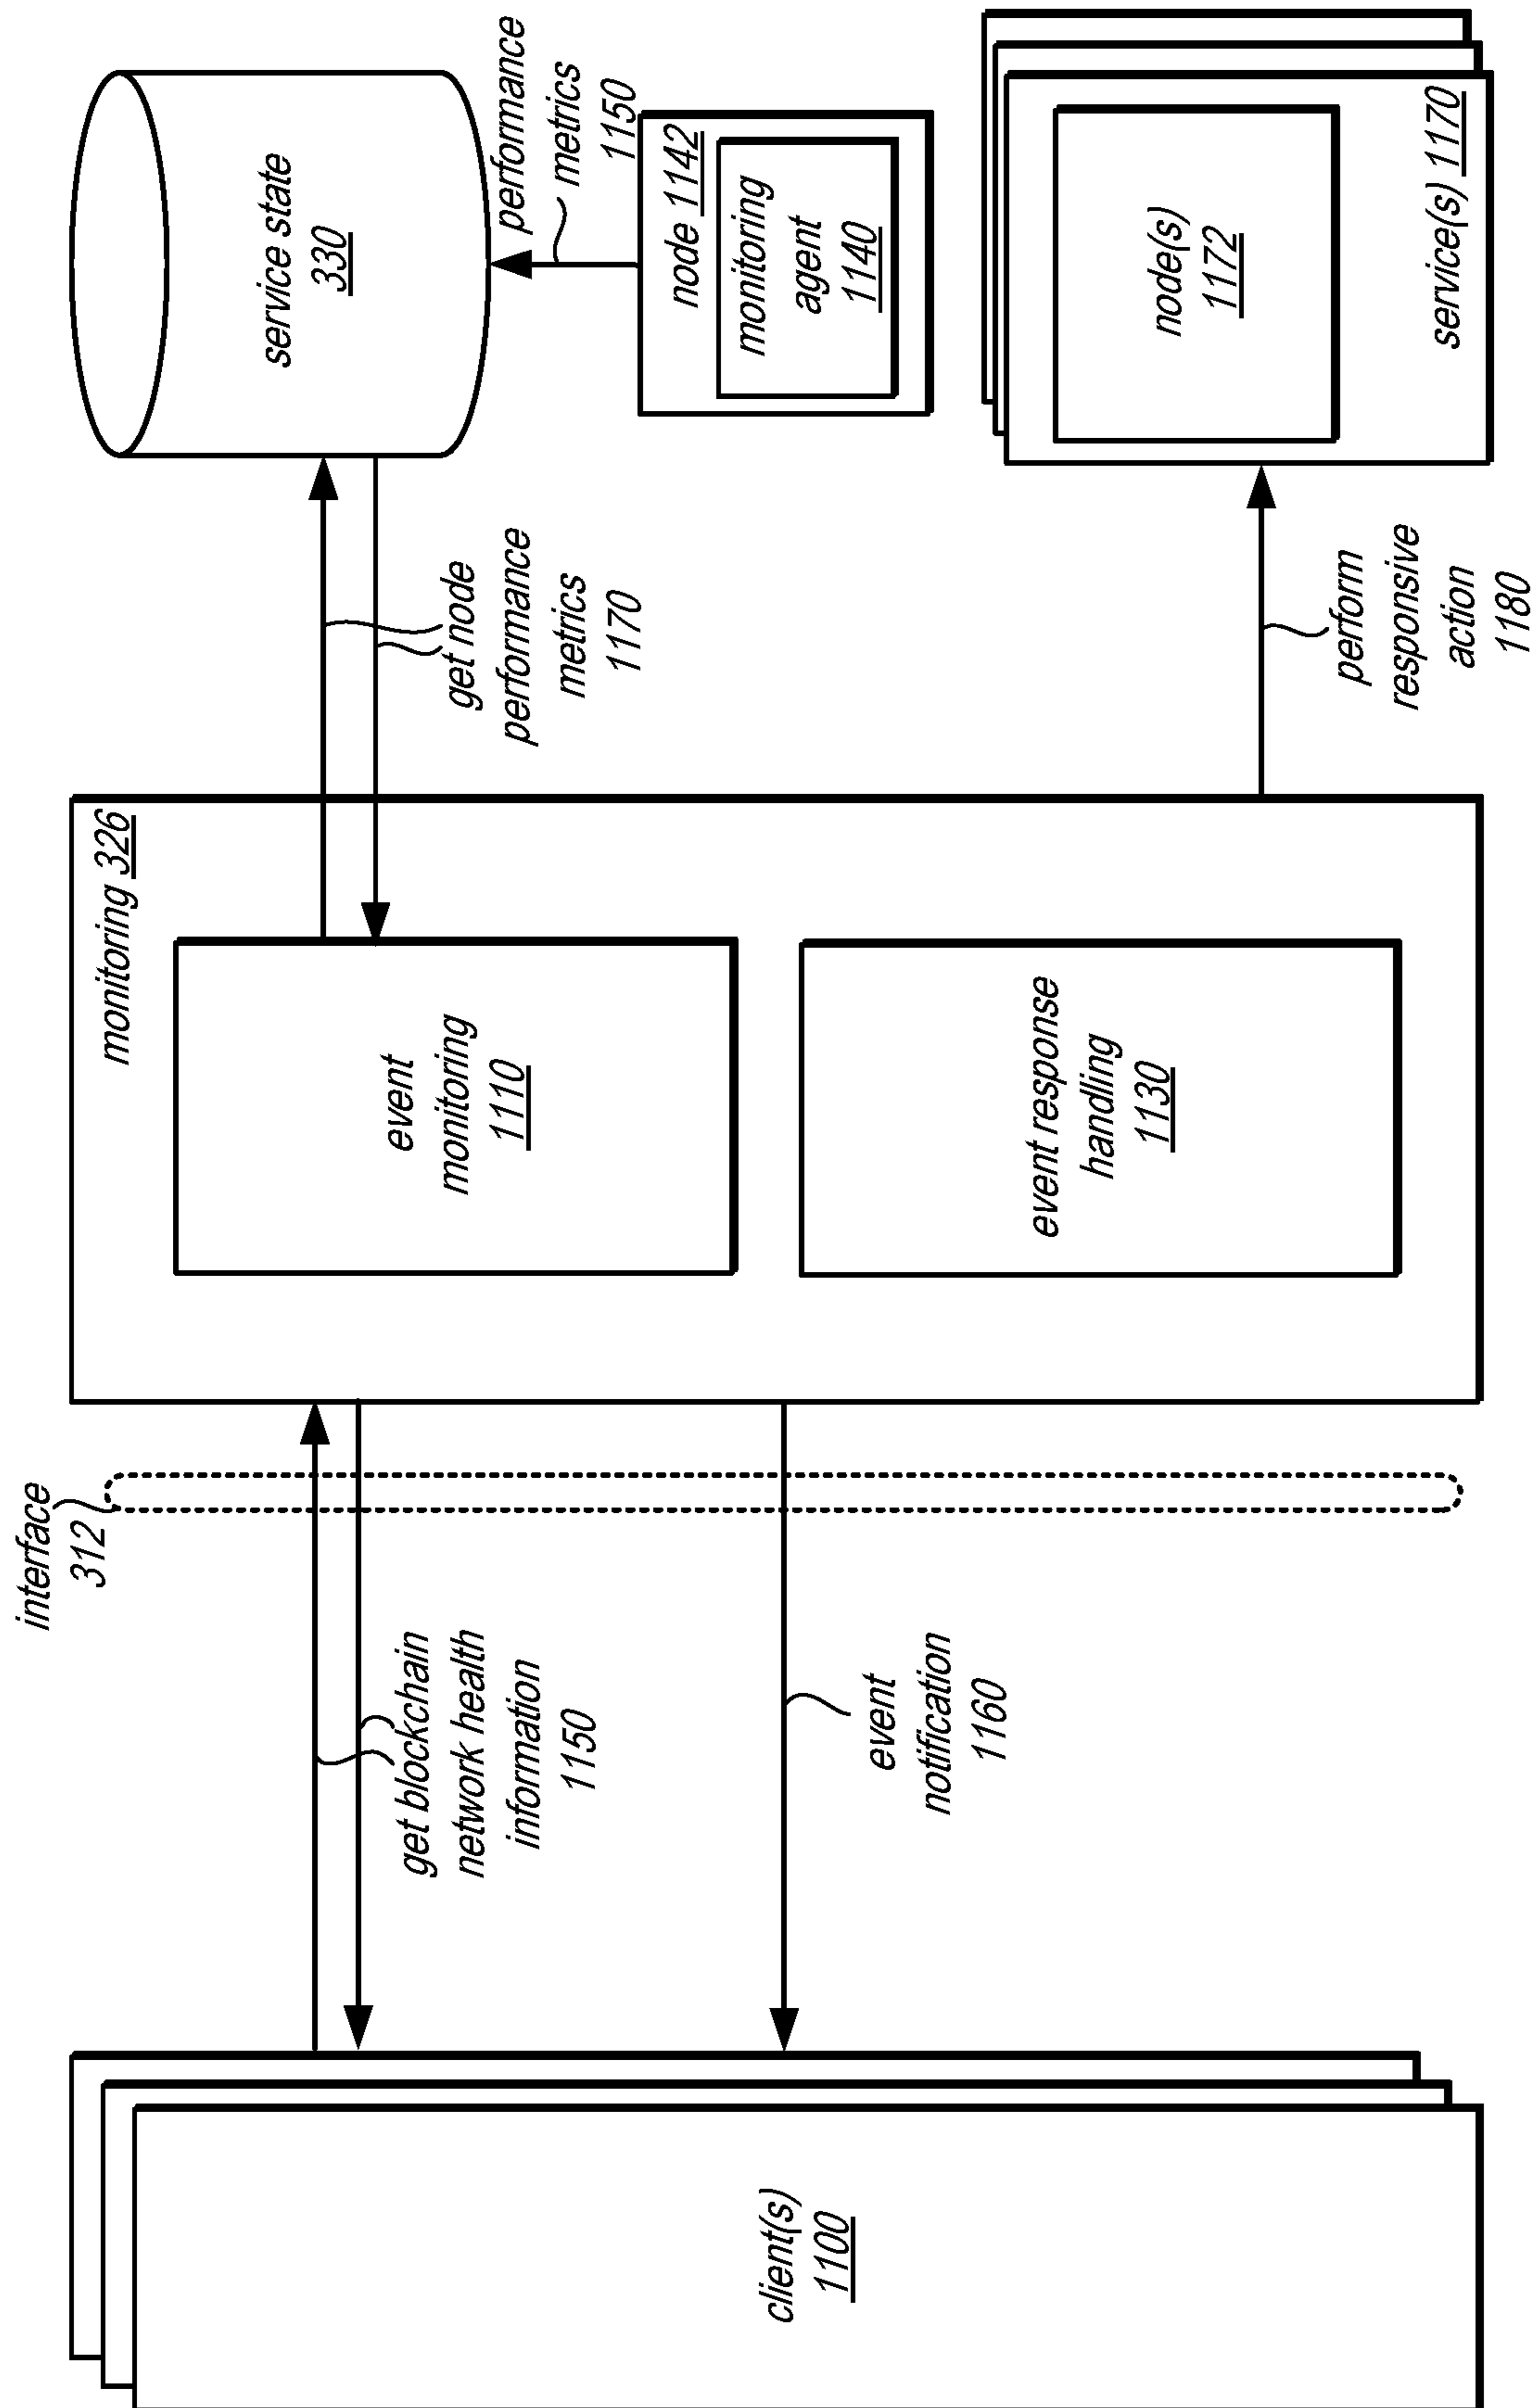 interface
312
client(s)
1100
get blockchain
network health
information
1150
event
notification
1160
monitoring 326
event
monitoring
1110
event response
handling
1130
get node
performance
metrics
1170
service state
330
performance
metrics
1150
node 1142
monitoring
agent
1140
perform
responsive
action
1180
node(s)
1172
service(s) 1170